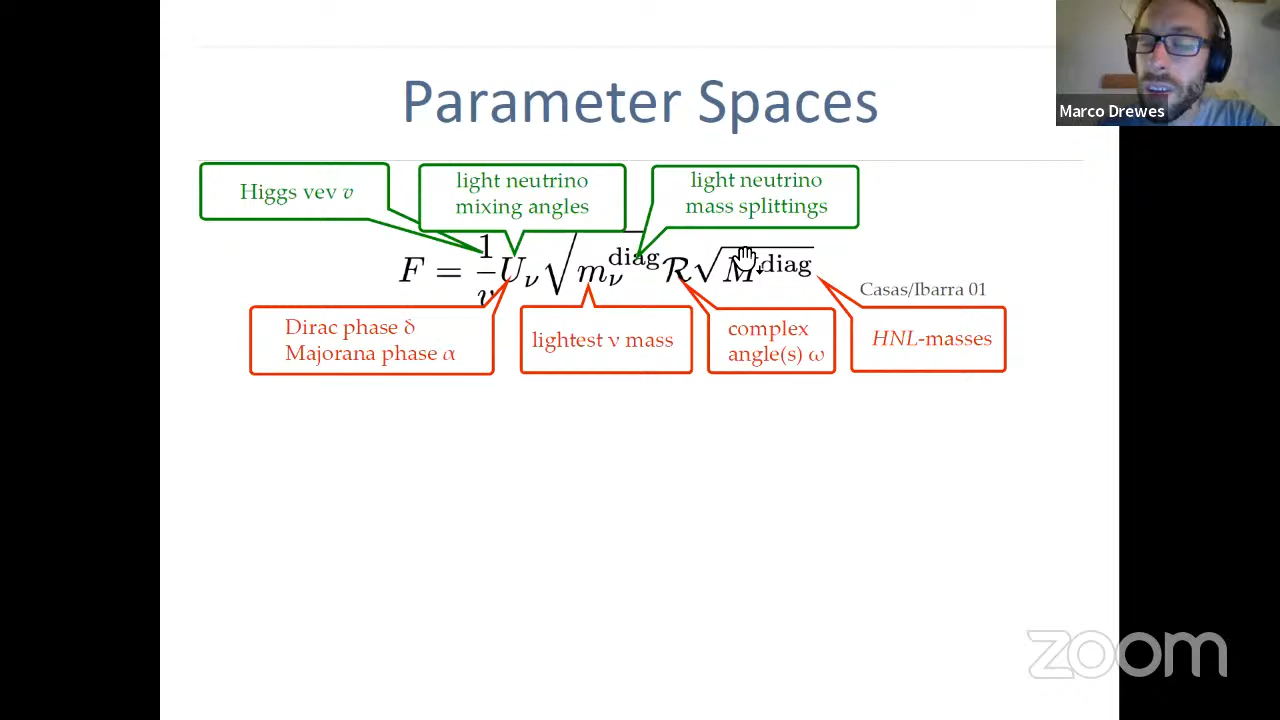 Marco Drewes
Parameter Spaces
Higgs vev v
light neutrino
mixing angles
light neutrino
mass splittings
F = 1/v U_ν √m_ν^diag ℛ √M^diag
Casas/Ibarra 01
Dirac phase δ
Majorana phase α
lightest ν mass
complex
angle(s) ω
HNL-masses
zoom